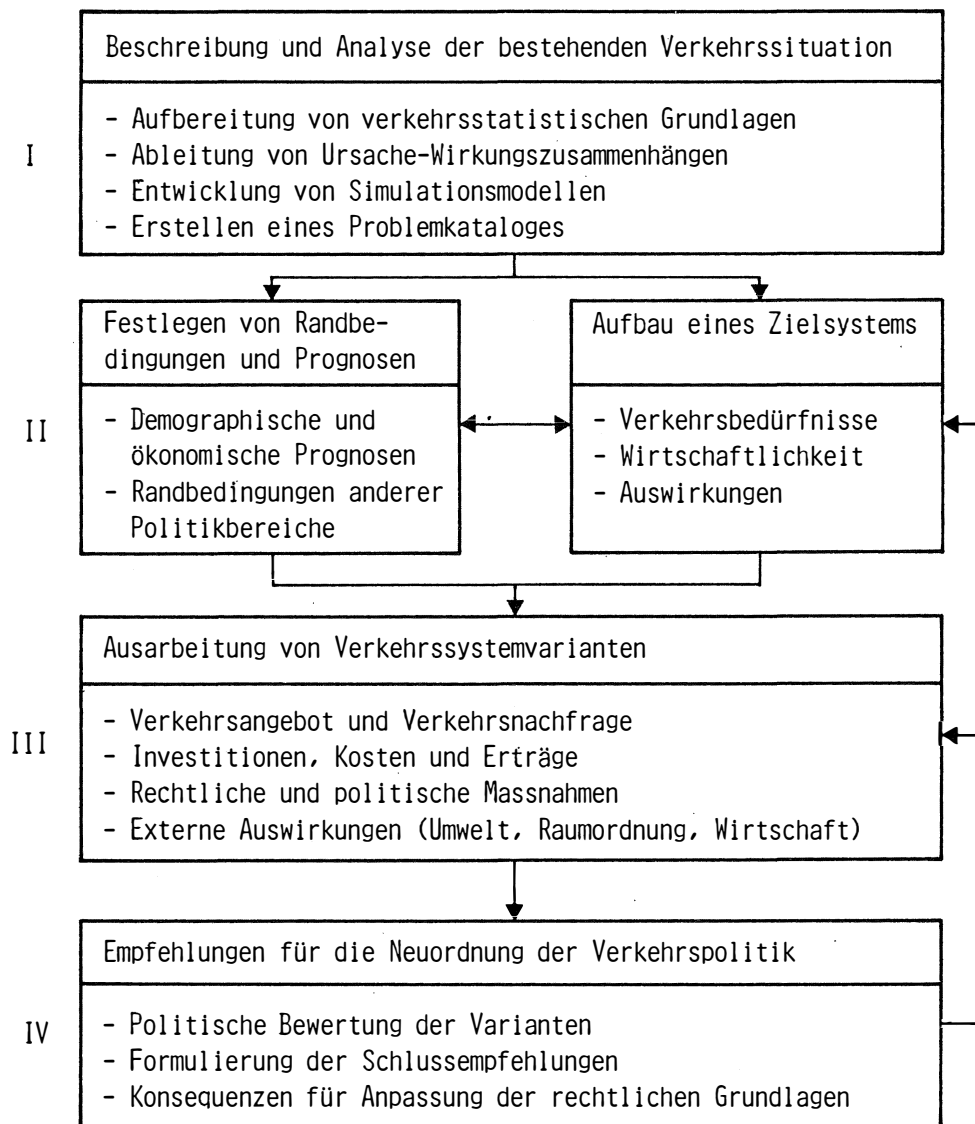 Beschreibung und Analyse der bestehenden Verkehrssituation
I
- Aufbereitung von verkehrsstatistischen Grundlagen
- Ableitung von Ursache-Wirkungszusammenhängen
- Entwicklung von Simulationsmodellen
- Erstellen eines Problemkataloges
II
Festlegen von Randbe-
dingungen und Prognosen
- Demographische und
ökonomische Prognosen
- Randbedingungen anderer
Politikbereiche
Aufbau eines Zielsystems
- Verkehrsbedürfnisse
- Wirtschaftlichkeit
- Auswirkungen
III
Ausarbeitung von Verkehrssystemvarianten
- Verkehrsangebot und Verkehrsnachfrage
- Investitionen, Kosten und Erträge
- Rechtliche und politische Massnahmen
- Externe Auswirkungen (Umwelt, Raumordnung, Wirtschaft)
IV
Empfehlungen für die Neuordnung der Verkehrspolitik
- Politische Bewertung der Varianten
- Formulierung der Schlussempfehlungen
- Konsequenzen für Anpassung der rechtlichen Grundlagen